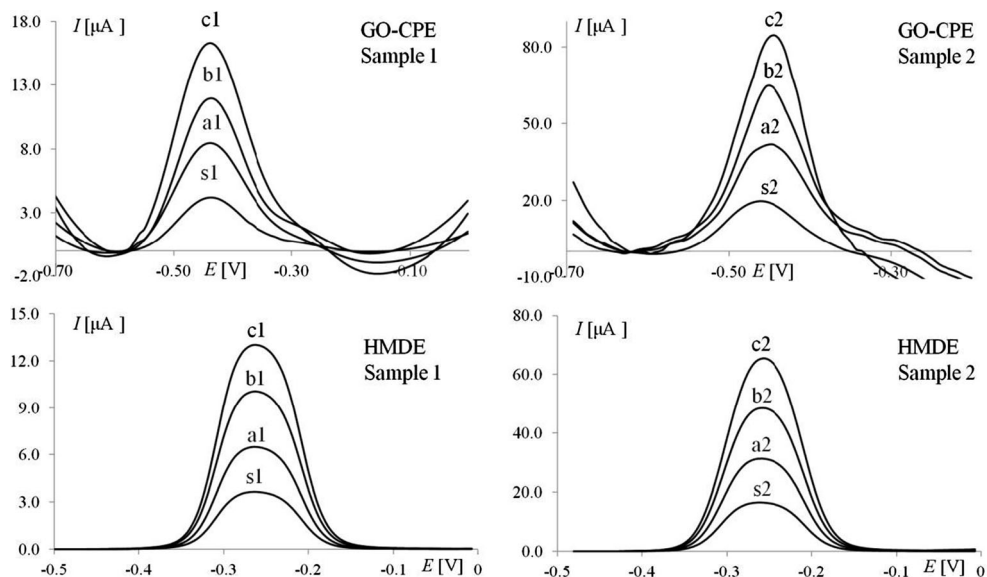 18.0
I [μA ]
c1
GO-CPE
Sample 1
13.0
b1
a1
8.0
s1
3.0
-2.0
-0.70
-0.50
E [V]
-0.30
-0.10
I [μA ]
c2
GO-CPE
Sample 2
80.0
b2
50.0
a2
s2
20.0
-10.0
-0.70
-0.50
E [V]
-0.30
15.0
I [μA ]
c1
HMDE
Sample 1
12.0
b1
9.0
a1
6.0
s1
3.0
0.0
-0.5
-0.4
-0.3
-0.2
-0.1
E [V]
0
80.0
I [μA ]
c2
HMDE
Sample 2
60.0
b2
40.0
a2
s2
20.0
0.0
-0.5
-0.4
-0.3
-0.2
-0.1
E [V]
0